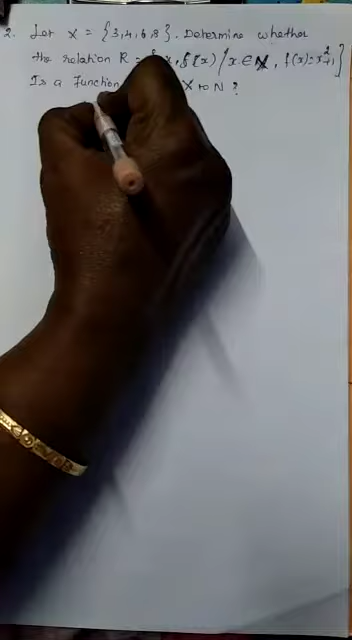 2. Let X = {3,4,6,8}. Determine whether
the relation R = { x, f(x) / x ∈ X, f(x) = x²+1 }
Is a function X to N ?